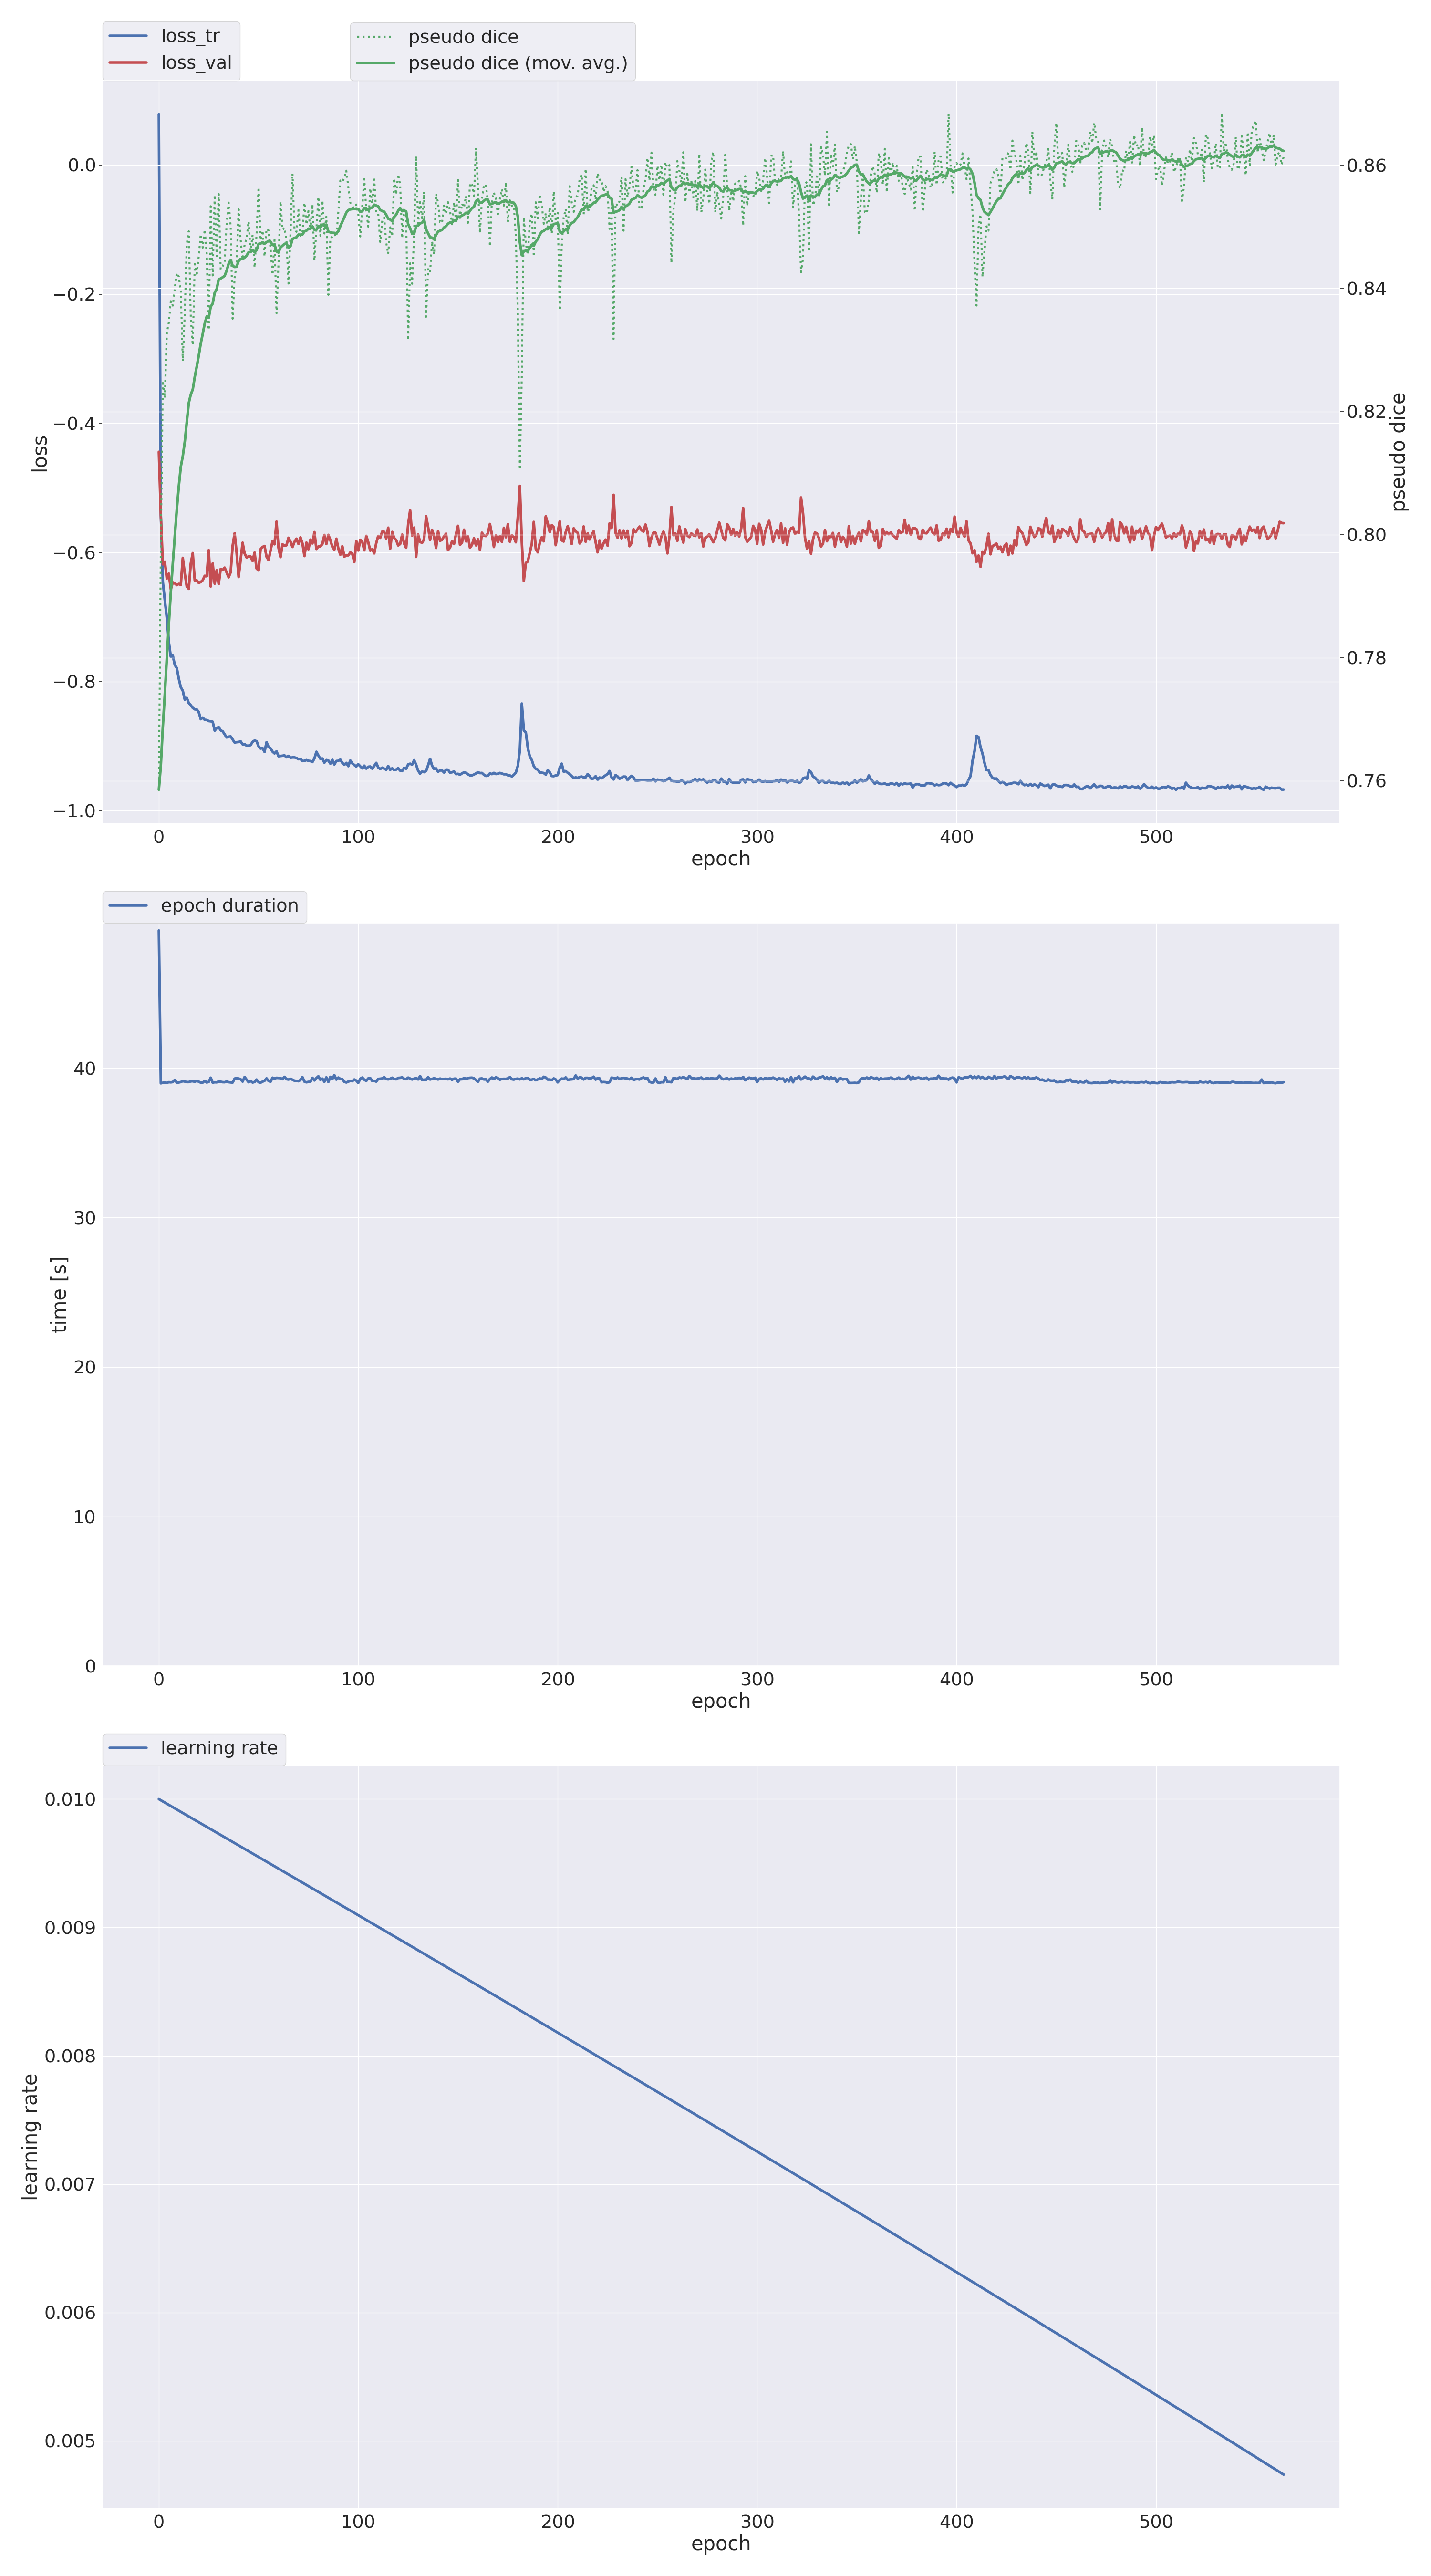 loss_tr
loss_val
pseudo dice
pseudo dice (mov. avg.)
0.0
−0.2
−0.4
−0.6
−0.8
−1.0
loss
0.86
0.84
0.82
0.80
0.78
0.76
pseudo dice
0 100 200 300 400 500
epoch
epoch duration
40
30
20
10
0
time [s]
0 100 200 300 400 500
epoch
learning rate
0.010
0.009
0.008
0.007
0.006
0.005
learning rate
0 100 200 300 400 500
epoch